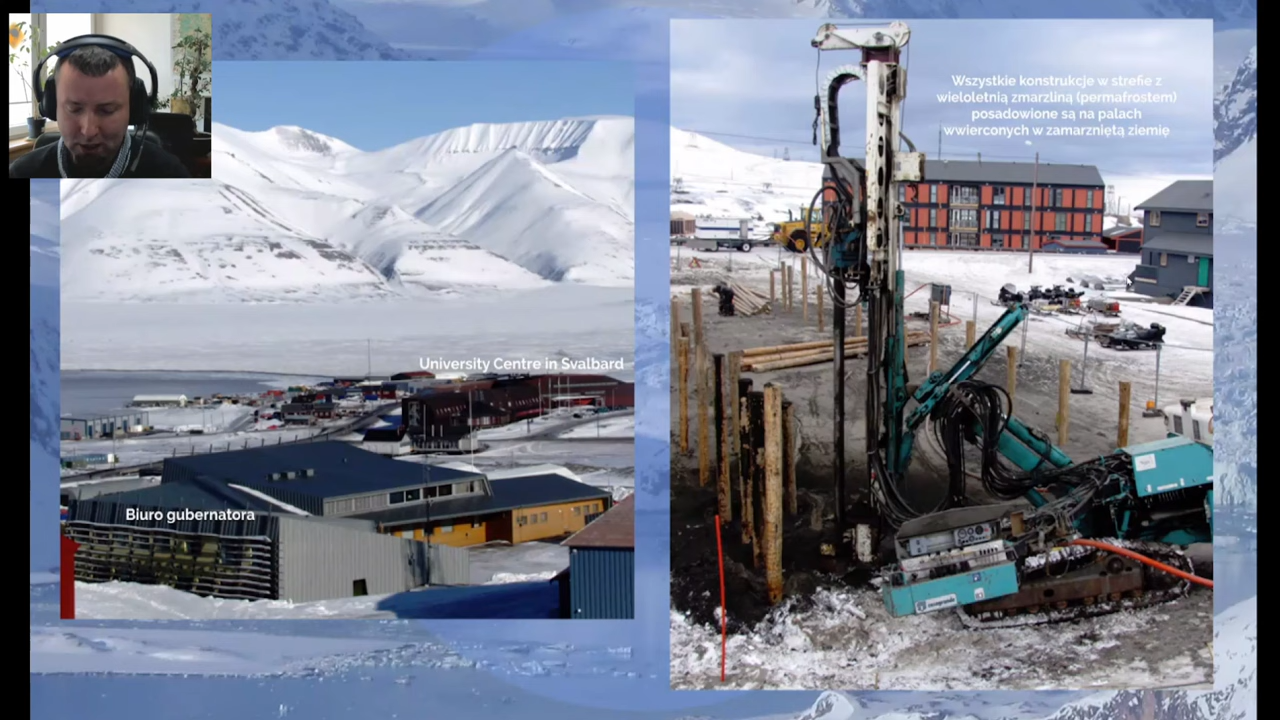 Wszystkie konstrukcje w strefie z
wieloletnią zmarzliną (permafrostem)
posadowione są na palach
wwierconych w zamarzniętą ziemię
University Centre in Svalbard
Biuro gubernatora